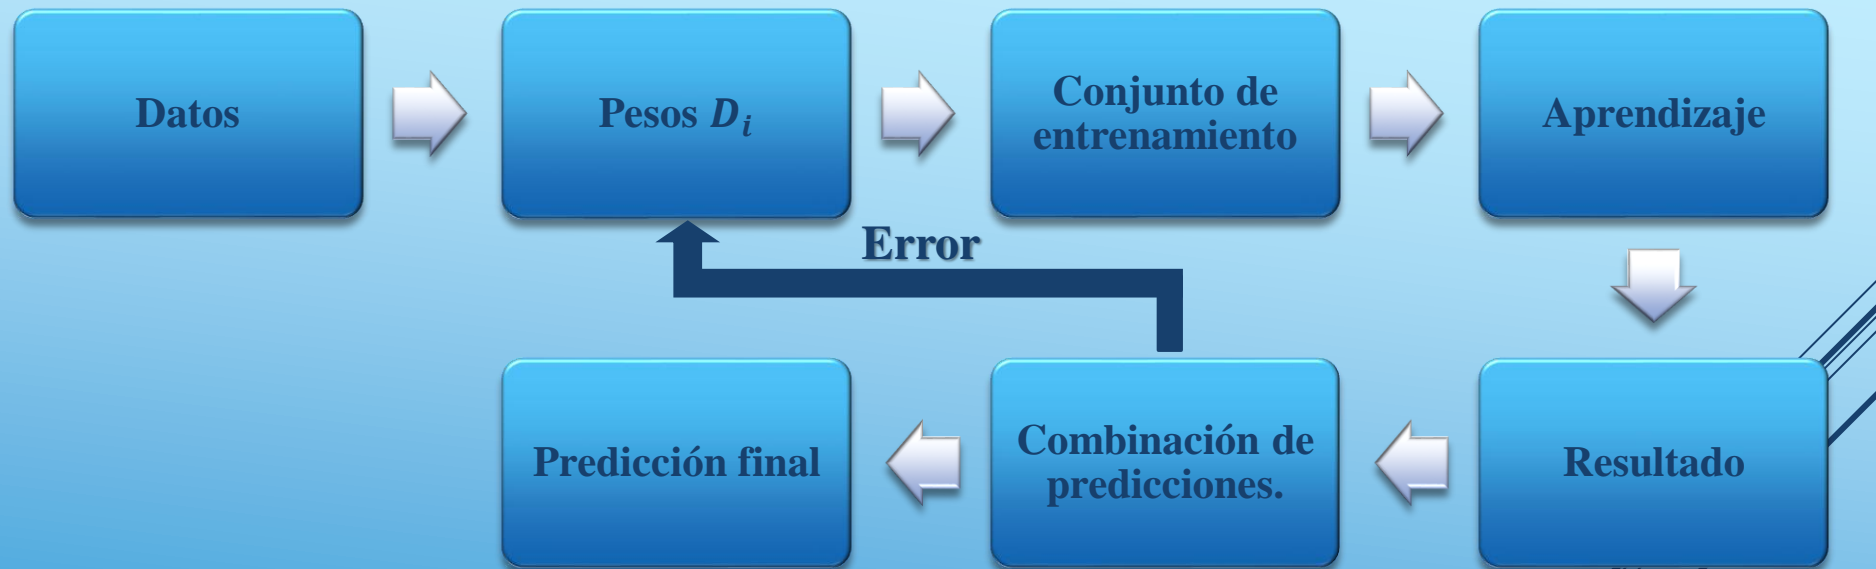 Datos
Pesos D_i
Conjunto de
entrenamiento
Aprendizaje
Error
Predicción final
Combinación de
predicciones.
Resultado